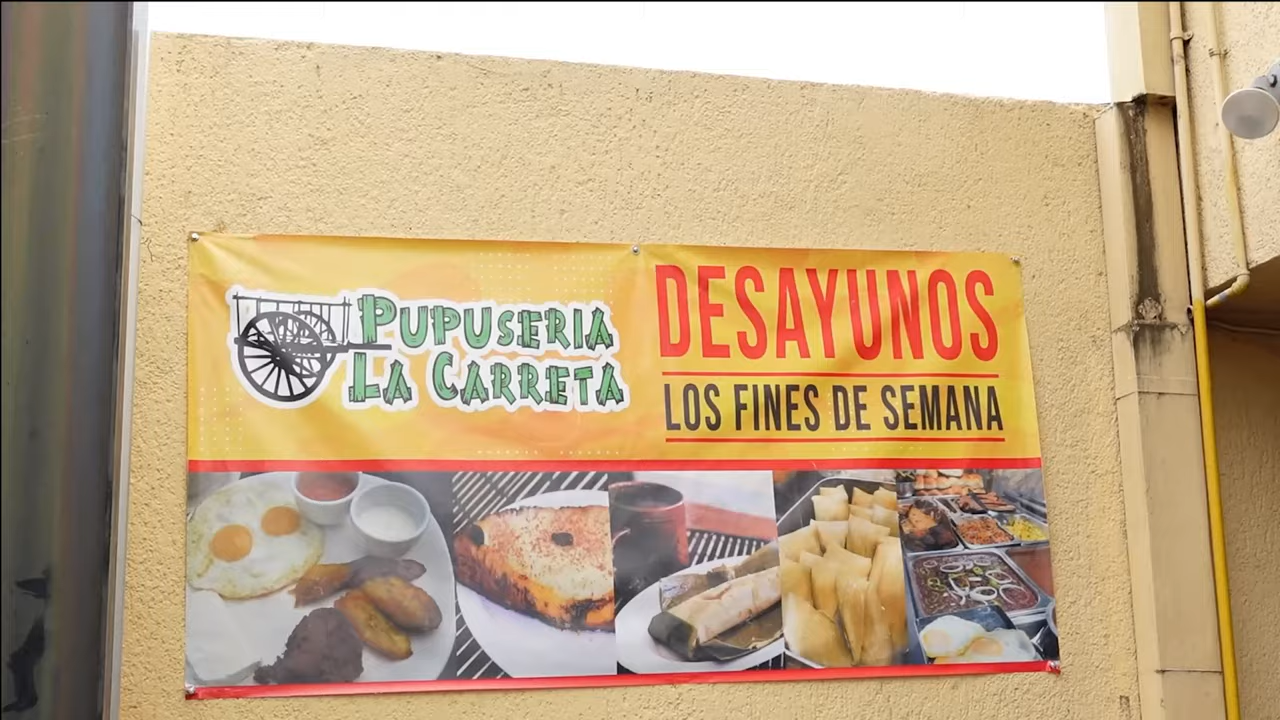 PUPUSERIA
LA CARRETA
DESAYUNOS
LOS FINES DE SEMANA